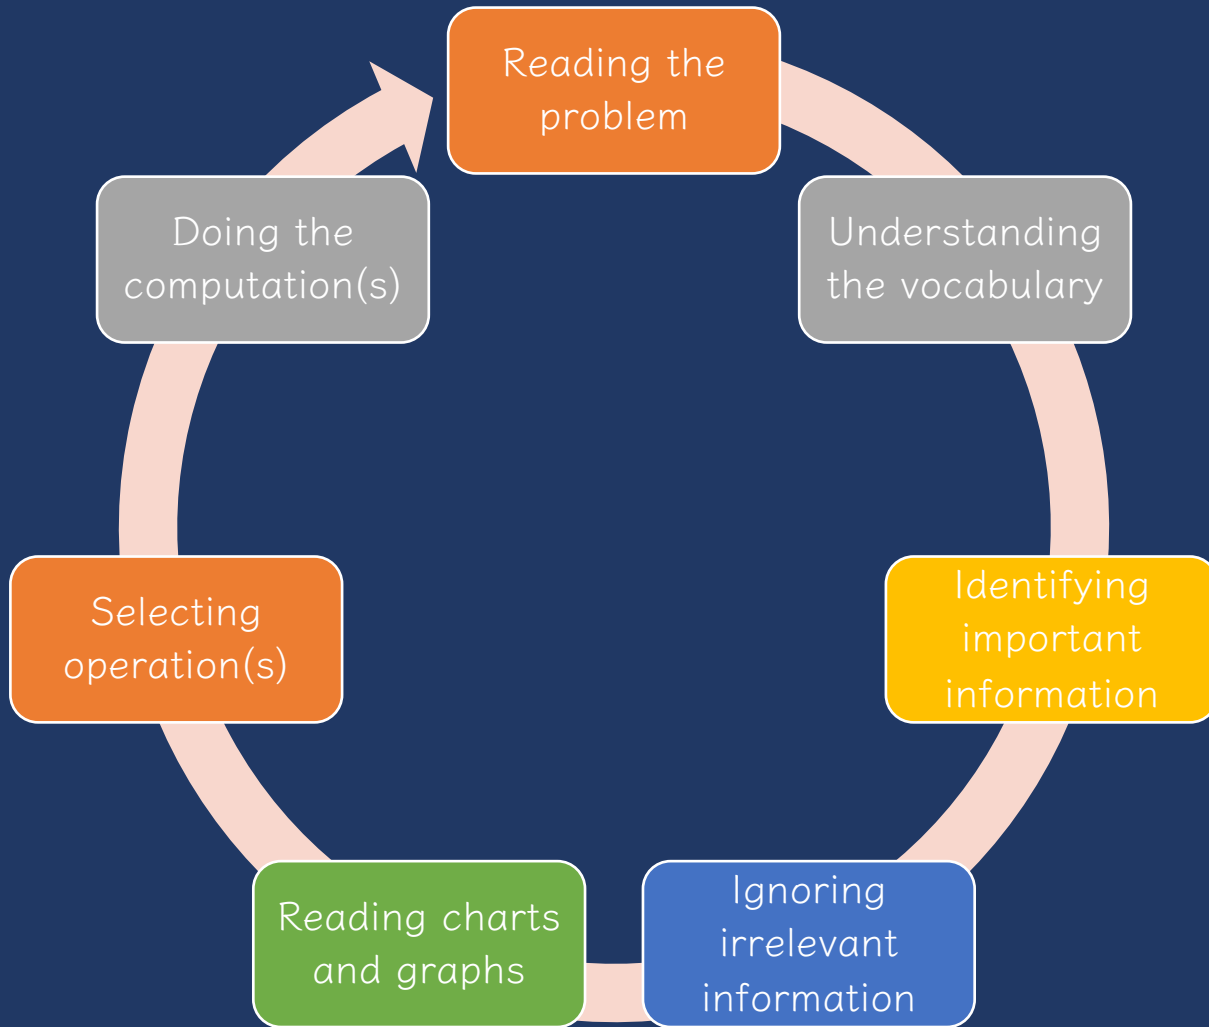 Reading the
problem
Understanding
the vocabulary
Identifying
important
information
Ignoring
irrelevant
information
Reading charts
and graphs
Selecting
operation(s)
Doing the
computation(s)